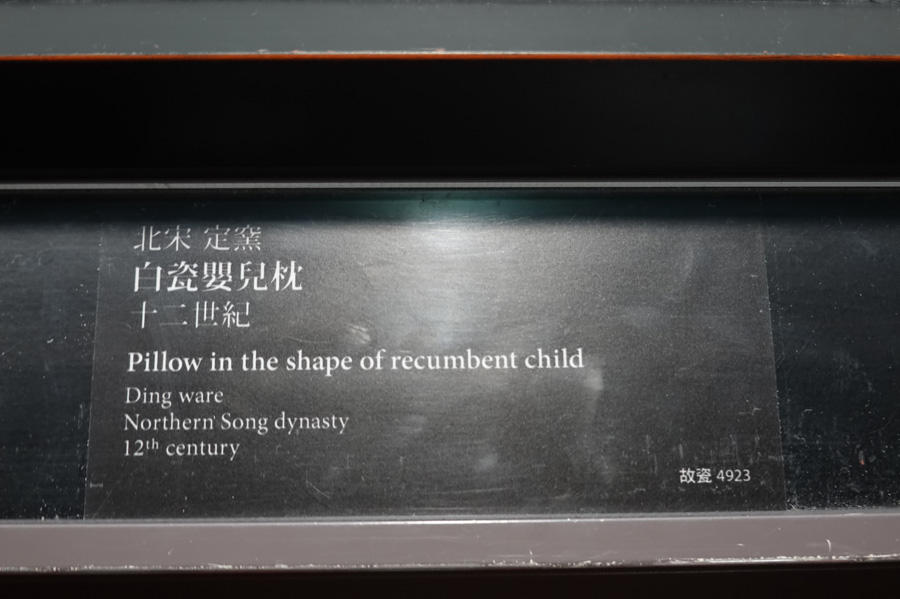 北宋 定窯
白瓷嬰兒枕
十二世紀
Pillow in the shape of recumbent child
Ding ware
Northern Song dynasty
12th century
故瓷 4923